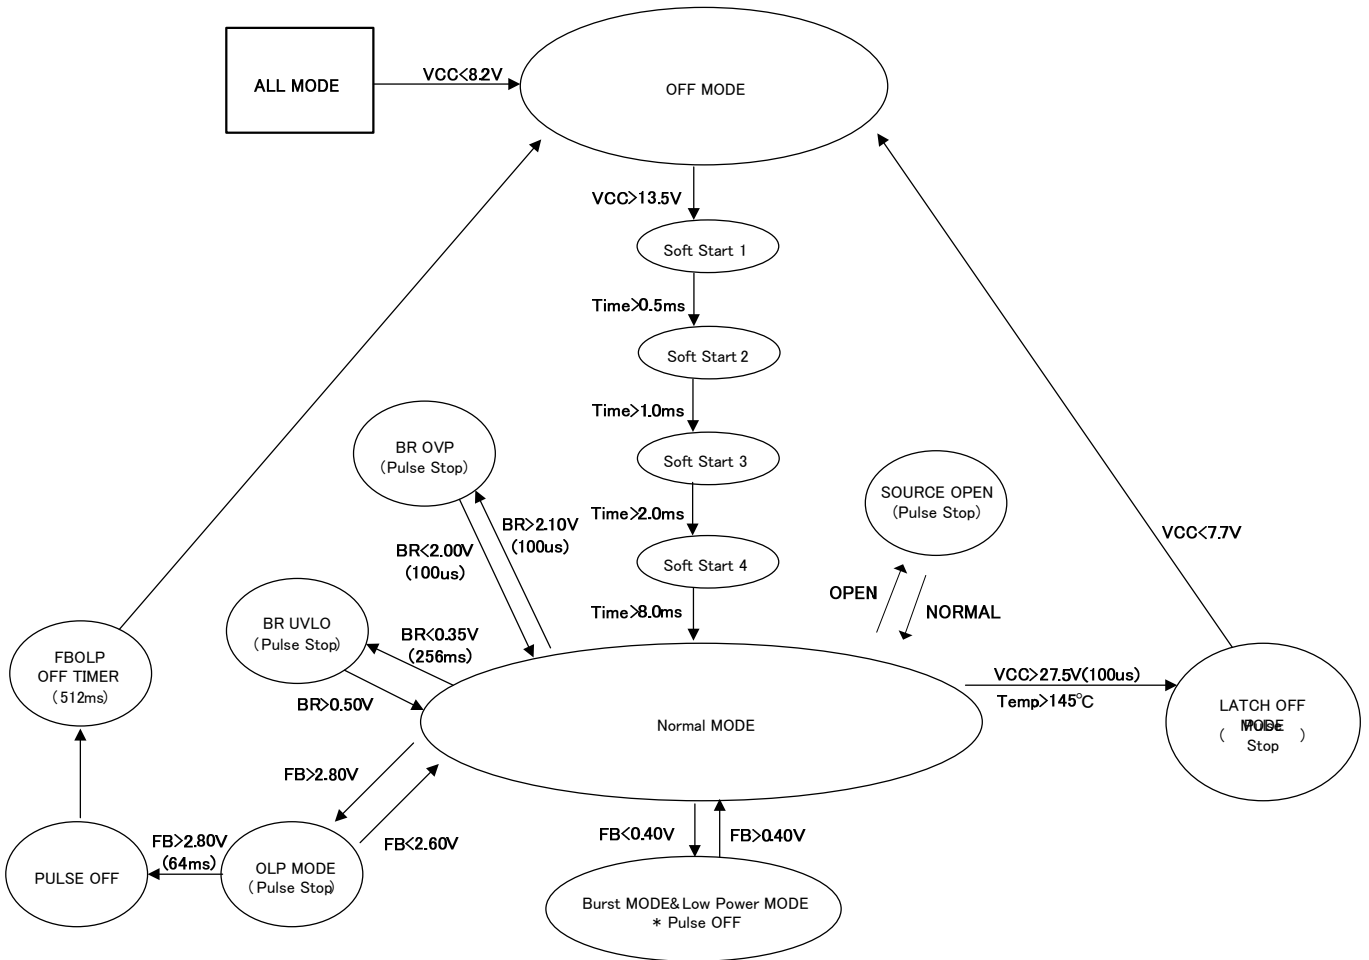 ALL MODE
VCC<8.2V
OFF MODE
VCC>13.5V
Soft Start 1
Time>0.5ms
Soft Start 2
Time>1.0ms
BR OVP
(Pulse Stop)
Soft Start 3
SOURCE OPEN
(Pulse Stop)
BR>2.10V
(100us)
Time>2.0ms
VCC<7.7V
BR<2.00V
(100us)
Soft Start 4
OPEN
NORMAL
Time>8.0ms
BR UVLO
(Pulse Stop)
BR<0.35V
(256ms)
FBOLP
OFF TIMER
(512ms)
BR>0.50V
VCC>27.5V(100us)
Temp>145℃
Normal MODE
LATCH OFF
MODE
( Pulse )
Stop
FB>2.80V
FB<2.60V
FB<0.40V
FB>0.40V
FB>2.80V
(64ms)
PULSE OFF
OLP MODE
(Pulse Stop)
Burst MODE&Low Power MODE
* Pulse OFF